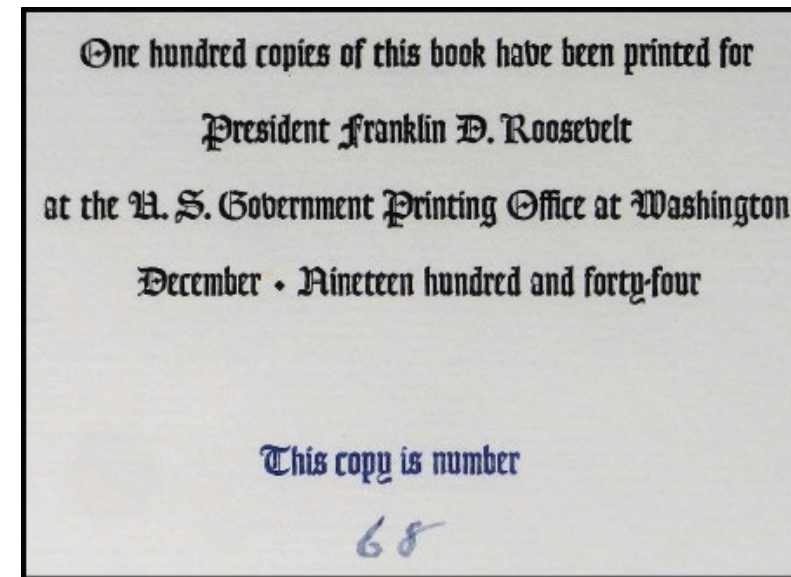 One hundred copies of this book have been printed for
President Franklin D. Roosevelt
at the U. S. Government Printing Office at Washington
December • Nineteen hundred and forty-four
This copy is number
68